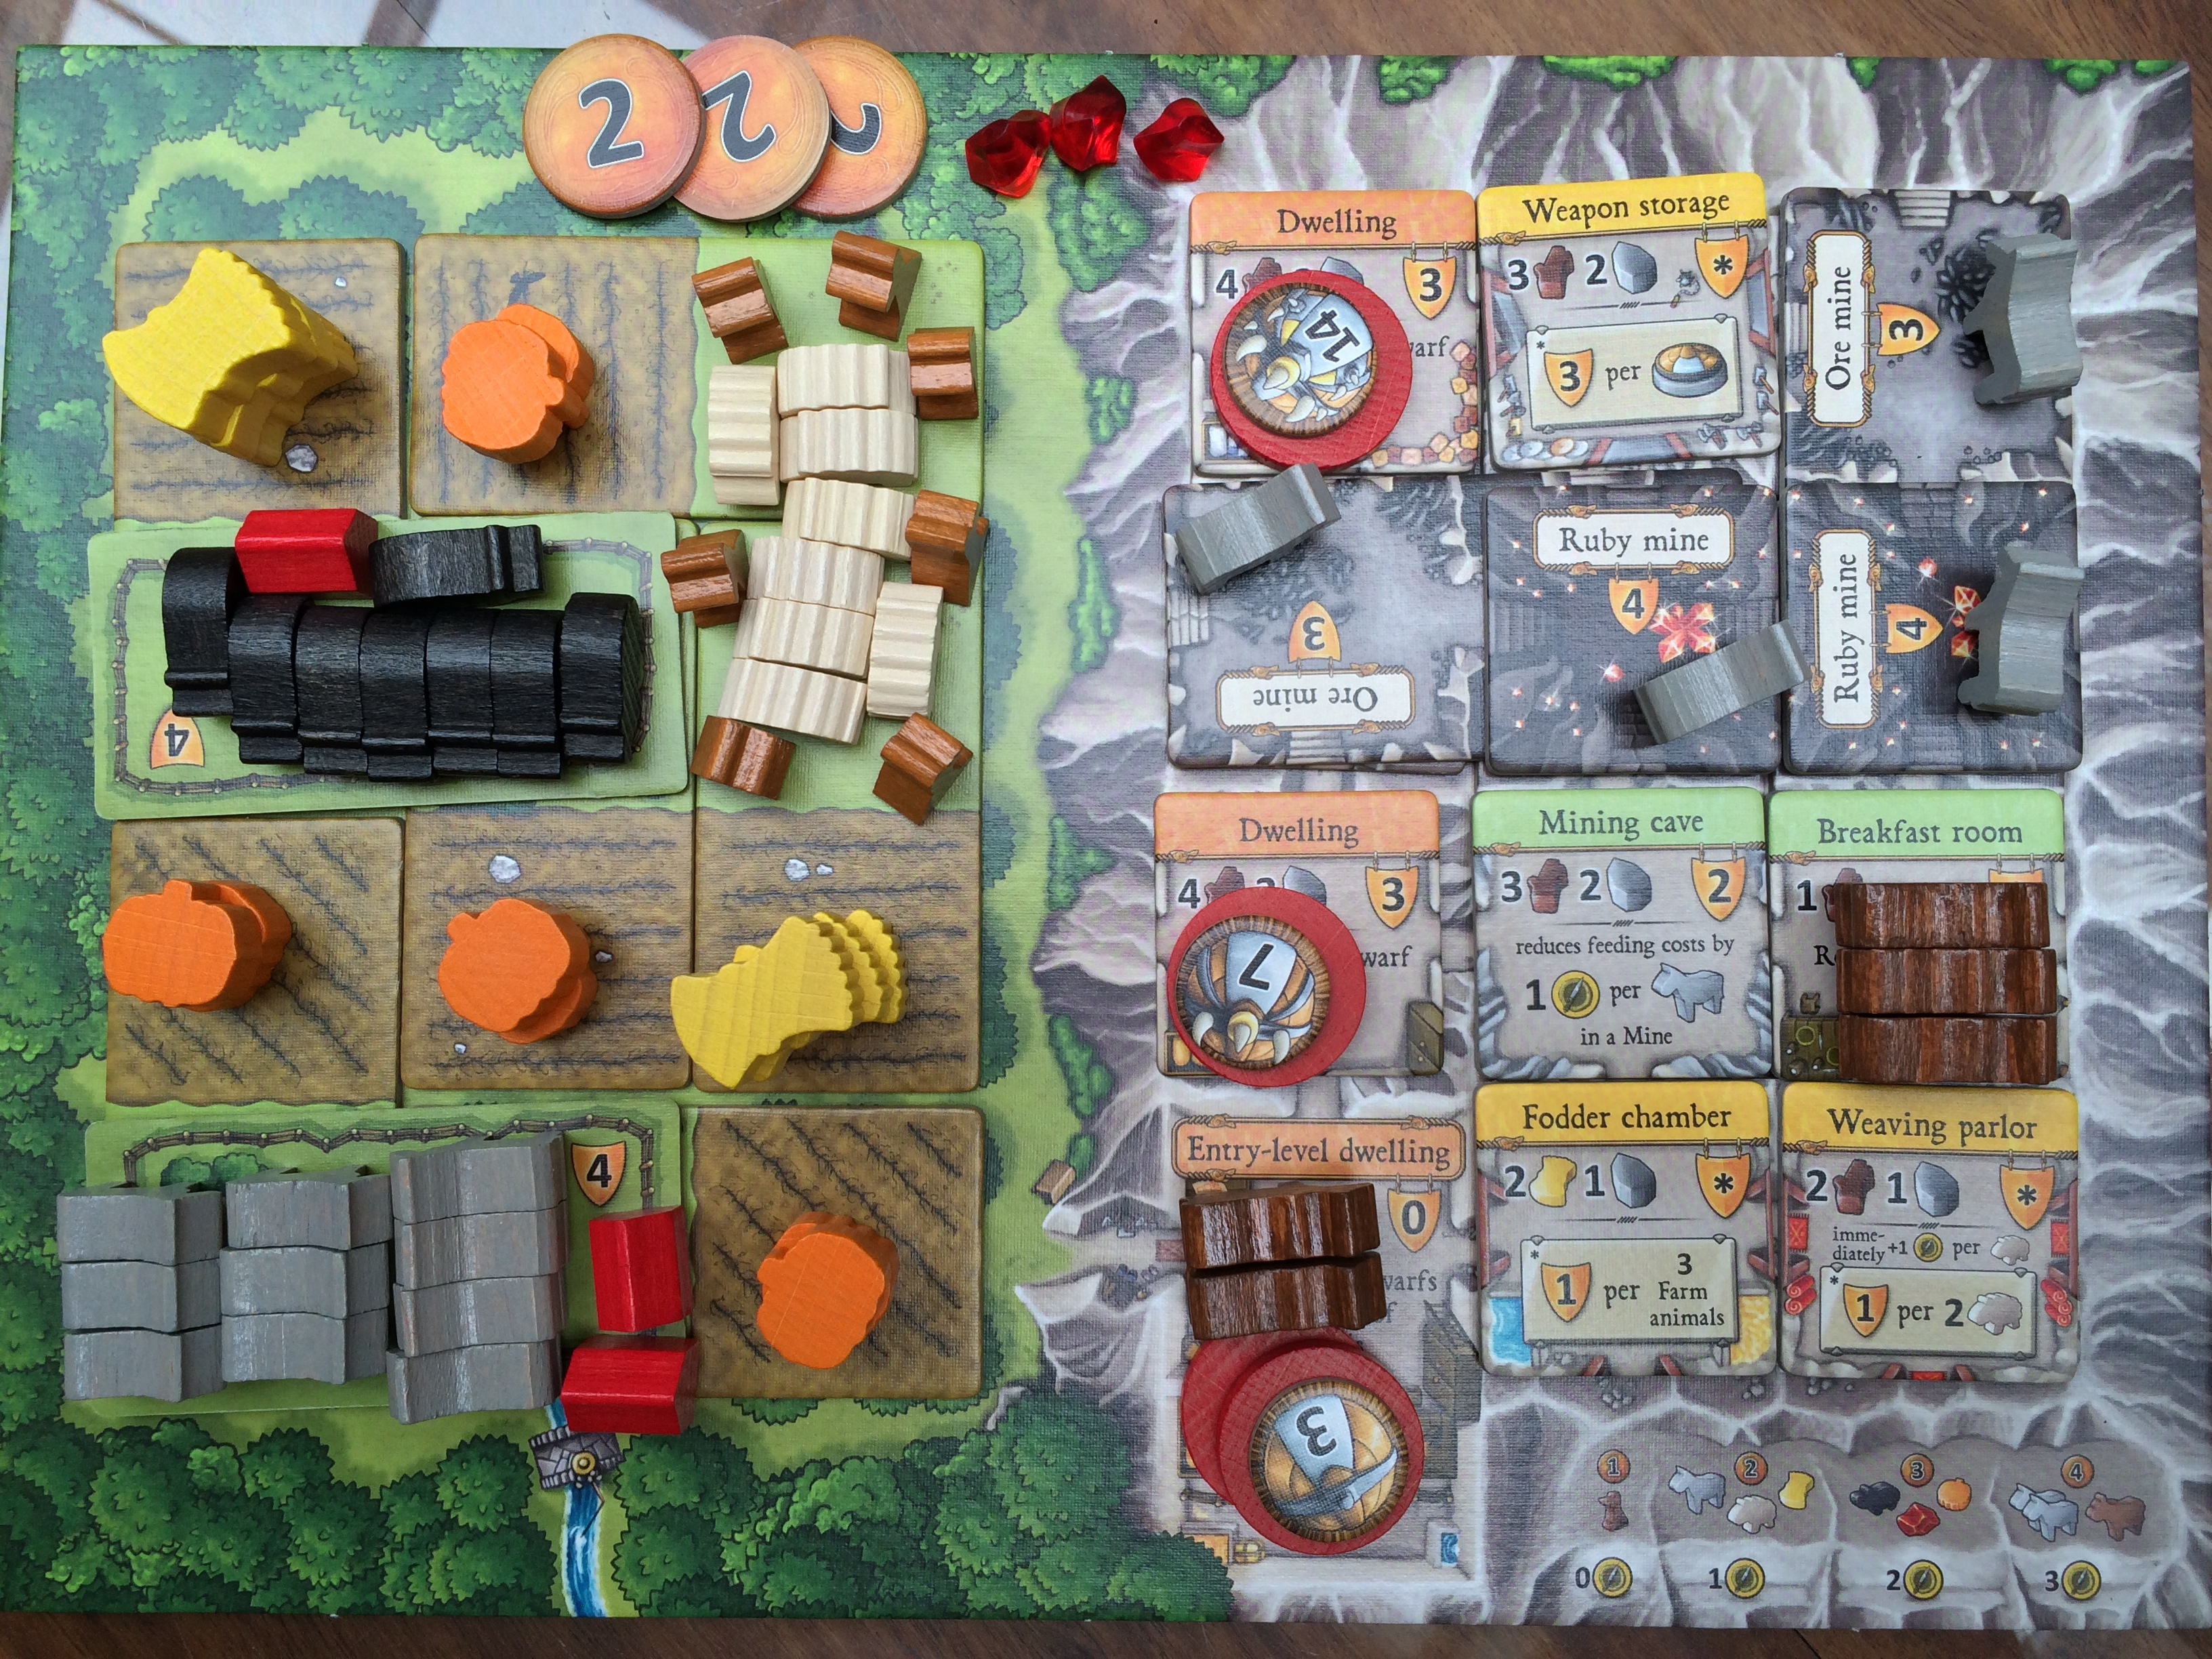 2
2
2
Dwelling
4
3
14
Weapon storage
3 2 *
*
3 per
Ore mine
3
Ore mine
3
Ruby mine
4
Ruby mine
4
Dwelling
4
3
7
warf
Mining cave
3 2 2
reduces feeding costs by
1 per
in a Mine
Breakfast room
1
4
4
Entry-level dwelling
0
3
Fodder chamber
2 1 *
*
1 per 3
Farm
animals
Weaving parlor
2 1 *
imme-
diately +1 per
*
1 per 2
1 2 3 4
0 1 2 3